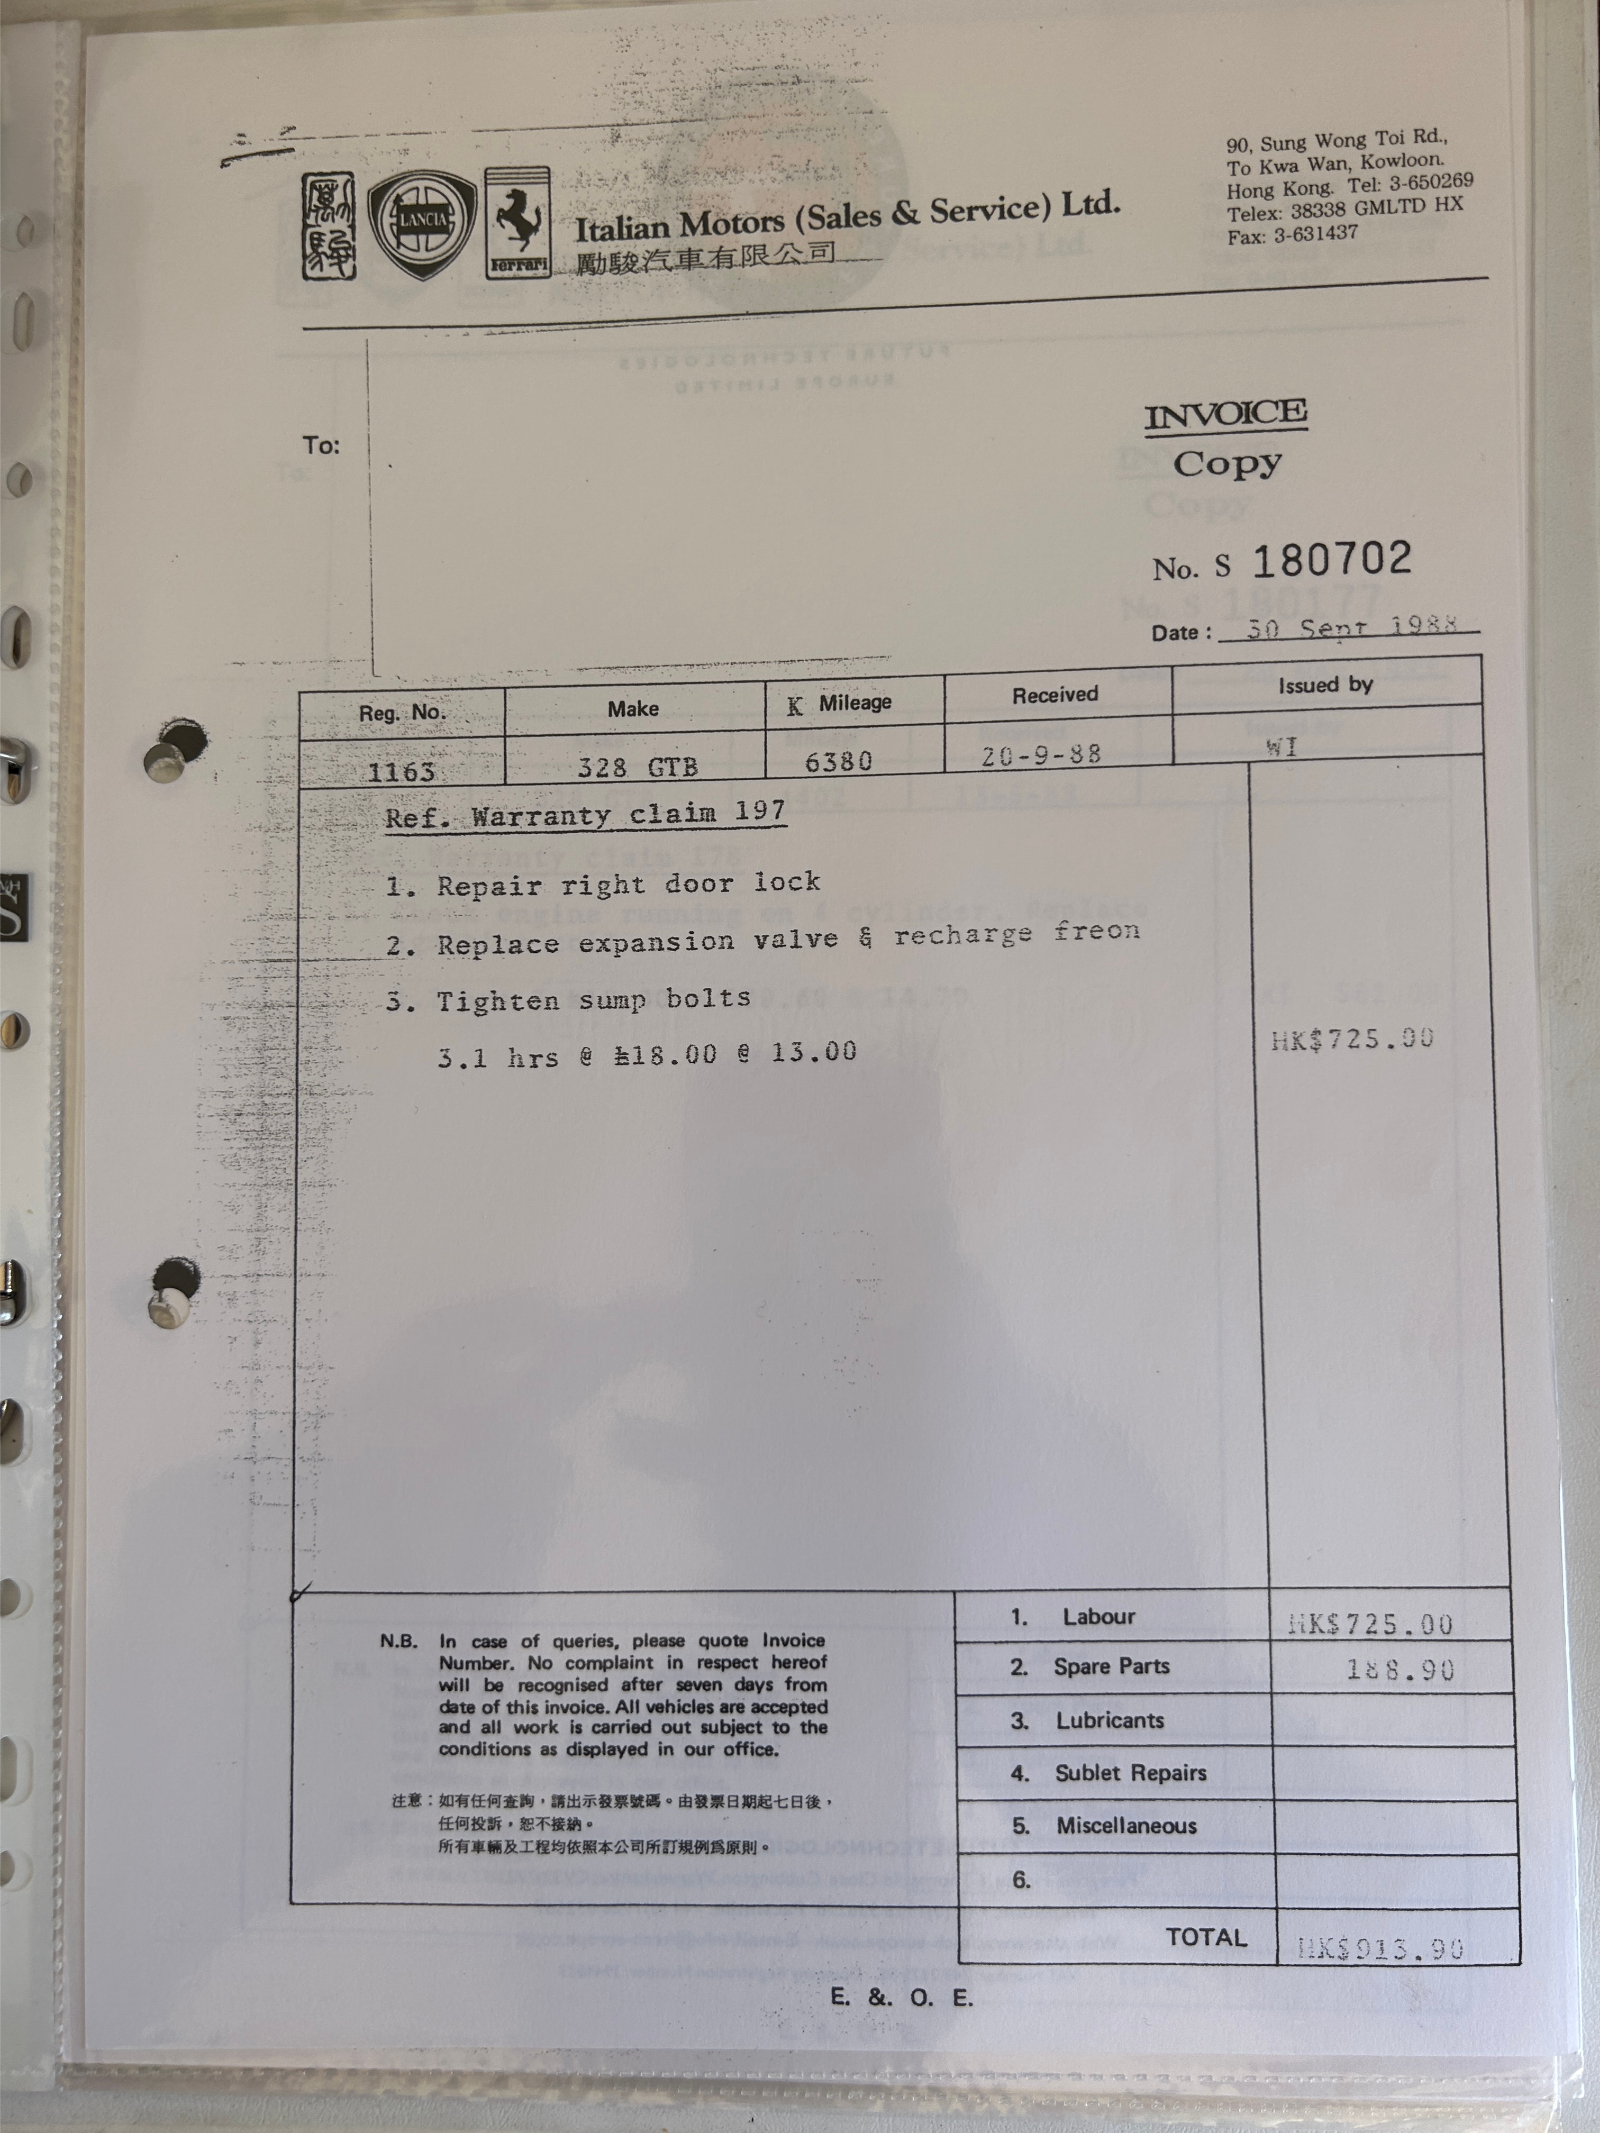 90, Sung Wong Toi Rd.,
To Kwa Wan, Kowloon.
Hong Kong. Tel: 3-650269
Telex: 38338 GMLTD HX
Fax: 3-631437
LANCIA
Ferrari
Italian Motors (Sales & Service) Ltd.
勵駿汽車有限公司
To:
INVOICE
Copy
No. S 180702
Date: 30 Sept 1988
Reg. No. Make K Mileage Received Issued by
1163 328 GTB 6380 20-9-88 WI
Ref. Warranty claim 197
1. Repair right door lock
2. Replace expansion valve & recharge freon
3. Tighten sump bolts
3.1 hrs @ £18.00 @ 13.00 HK$725.00
1. Labour HK$725.00
2. Spare Parts 188.90
3. Lubricants
4. Sublet Repairs
5. Miscellaneous
6.
TOTAL HK$913.90
N.B. In case of queries, please quote Invoice
Number. No complaint in respect hereof
will be recognised after seven days from
date of this invoice. All vehicles are accepted
and all work is carried out subject to the
conditions as displayed in our office.
注意：如有任何查詢，請出示發票號碼。由發票日期起七日後，
任何投訴，恕不接納。
所有車輛及工程均依照本公司所訂規例爲原則。
E. &. O. E.